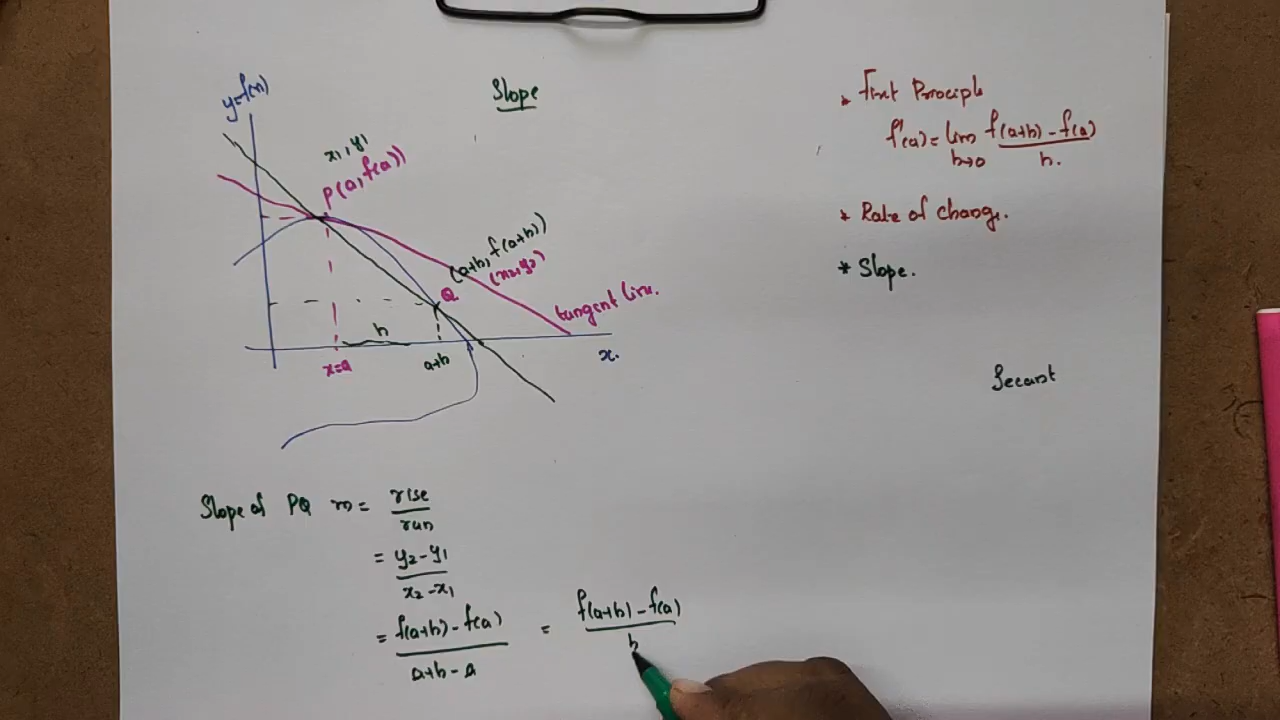 Slope
y=f(x)
x1, y1
P(a, f(a))
(a+h, f(a+h))
(x2, y2)
Q
tangent line.
h
x=a
a+h
x.
* First Principle
f'(a) = lim h→0 f(a+h) - f(a) / h.
* Rate of change.
* Slope.
Secant
Slope of PQ m = rise / run
= y2 - y1 / x2 - x1
= f(a+h) - f(a) / a+h - a = f(a+h) - f(a) / h